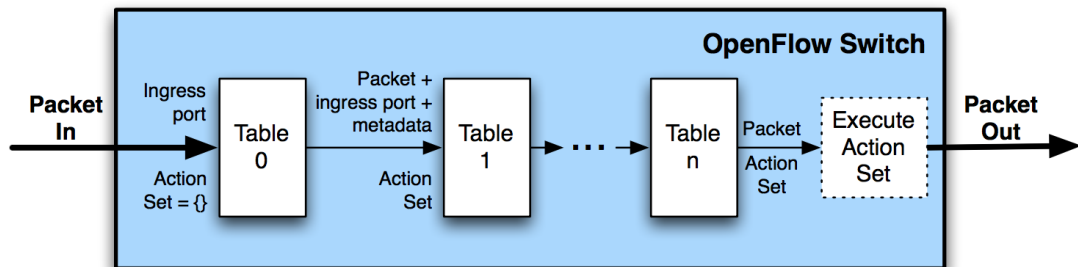 OpenFlow Switch
Packet
In
Ingress
port
Action
Set = {}
Table
0
Packet +
ingress port +
metadata
Action
Set
Table
1
...
Table
n
Packet
Action
Set
Execute
Action
Set
Packet
Out